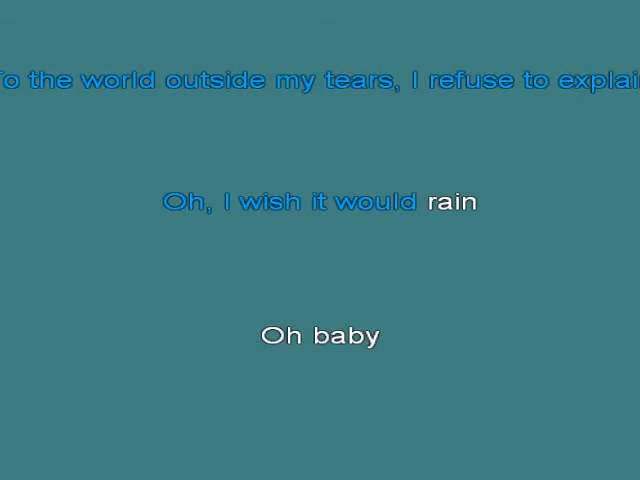 To the world outside my tears, I refuse to explain
Oh, I wish it would rain
Oh baby